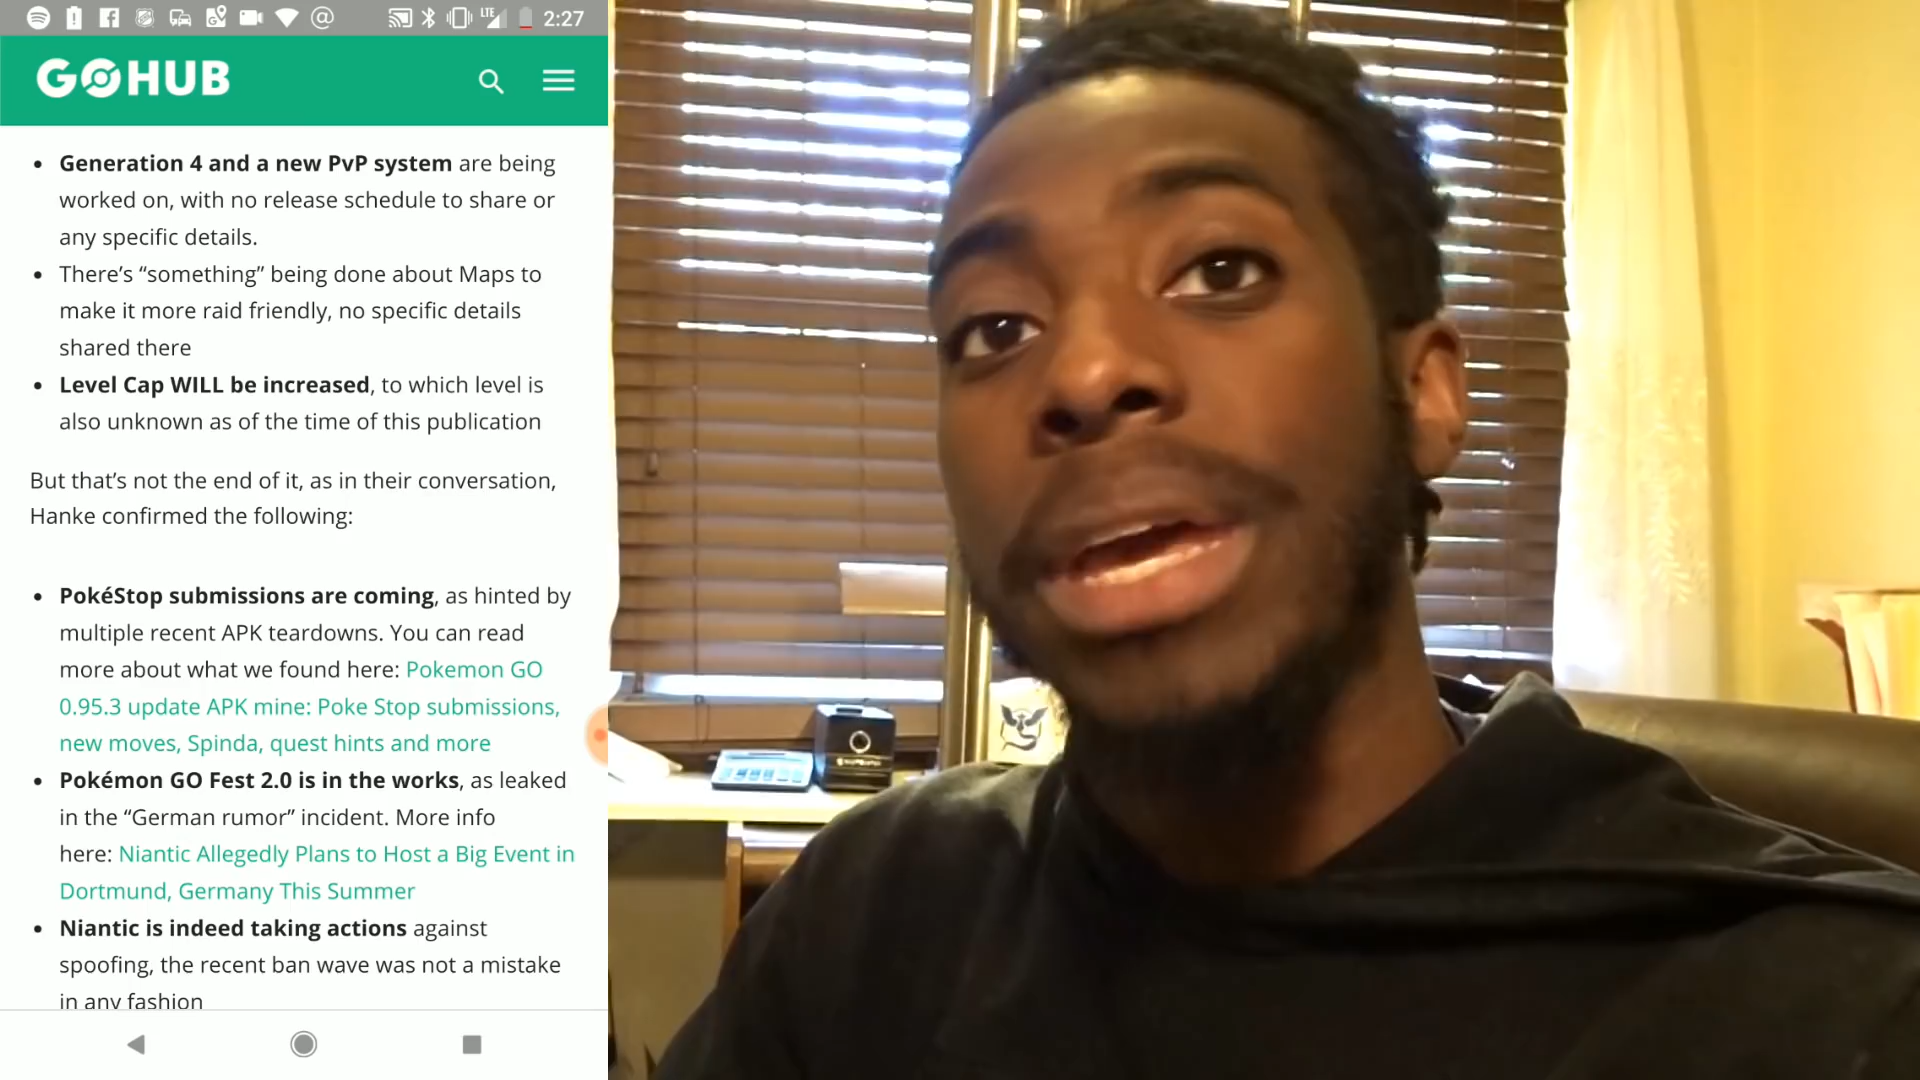 LTE 2:27
GO HUB
• Generation 4 and a new PvP system are being
worked on, with no release schedule to share or
any specific details.
• There’s “something” being done about Maps to
make it more raid friendly, no specific details
shared there
• Level Cap WILL be increased, to which level is
also unknown as of the time of this publication
But that’s not the end of it, as in their conversation,
Hanke confirmed the following:
• PokéStop submissions are coming, as hinted by
multiple recent APK teardowns. You can read
more about what we found here: Pokemon GO
0.95.3 update APK mine: Poke Stop submissions,
new moves, Spinda, quest hints and more
• Pokémon GO Fest 2.0 is in the works, as leaked
in the “German rumor” incident. More info
here: Niantic Allegedly Plans to Host a Big Event in
Dortmund, Germany This Summer
• Niantic is indeed taking actions against
spoofing, the recent ban wave was not a mistake
in any fashion